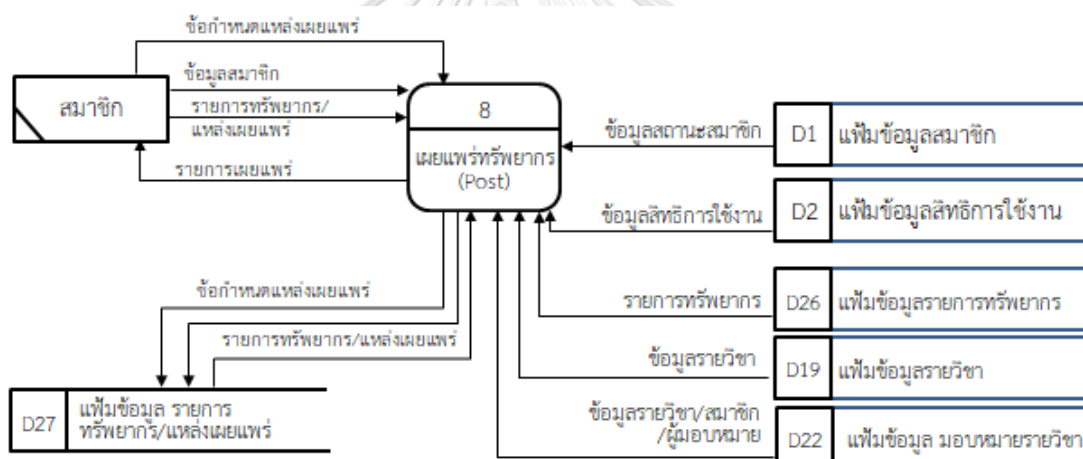 ข้อกำหนดแหล่งเผยแพร่
ข้อมูลสมาชิก
รายการทรัพยากร/
แหล่งเผยแพร่
รายการเผยแพร่
สมาชิก
8
เผยแพร่ทรัพยากร
(Post)
ข้อมูลสถานะสมาชิก
D1 แฟ้มข้อมูลสมาชิก
ข้อมูลสิทธิการใช้งาน
D2 แฟ้มข้อมูลสิทธิการใช้งาน
รายการทรัพยากร
D26 แฟ้มข้อมูลรายการทรัพยากร
ข้อมูลรายวิชา
D19 แฟ้มข้อมูลรายวิชา
ข้อมูลรายวิชา/สมาชิก
/ผู้มอบหมาย
D22 แฟ้มข้อมูล มอบหมายรายวิชา
ข้อกำหนดแหล่งเผยแพร่
รายการทรัพยากร/แหล่งเผยแพร่
D27
แฟ้มข้อมูล รายการ
ทรัพยากร/แหล่งเผยแพร่